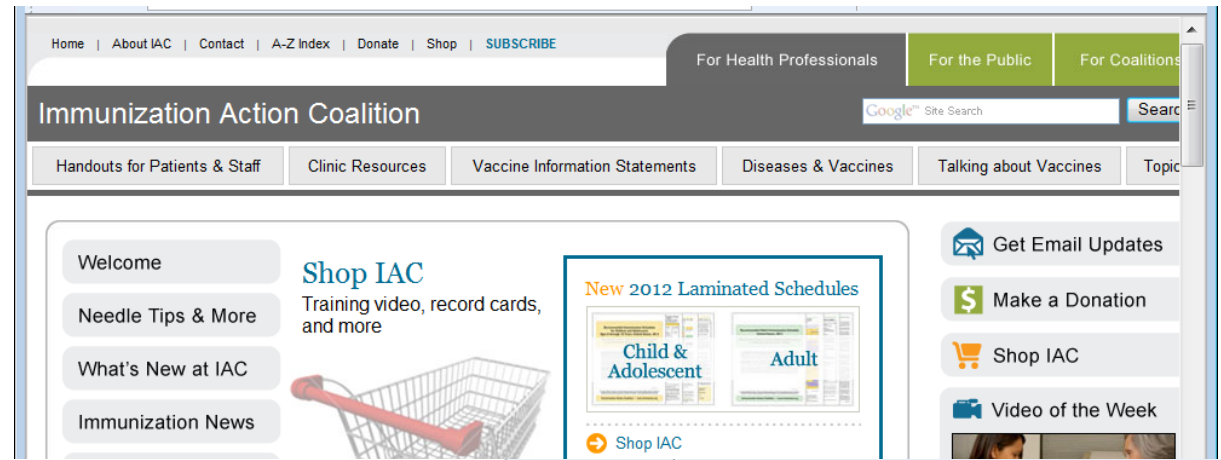 Home | About IAC | Contact | A-Z Index | Donate | Shop | SUBSCRIBE
For Health Professionals
For the Public
For Coalitions
Immunization Action Coalition
Google™ Site Search
Searc
Handouts for Patients & Staff
Clinic Resources
Vaccine Information Statements
Diseases & Vaccines
Talking about Vaccines
Topic
Welcome
Needle Tips & More
What's New at IAC
Immunization News
Shop IAC
Training video, record cards,
and more
New 2012 Laminated Schedules
Child &
Adolescent
Adult
Shop IAC
Get Email Updates
Make a Donation
Shop IAC
Video of the Week